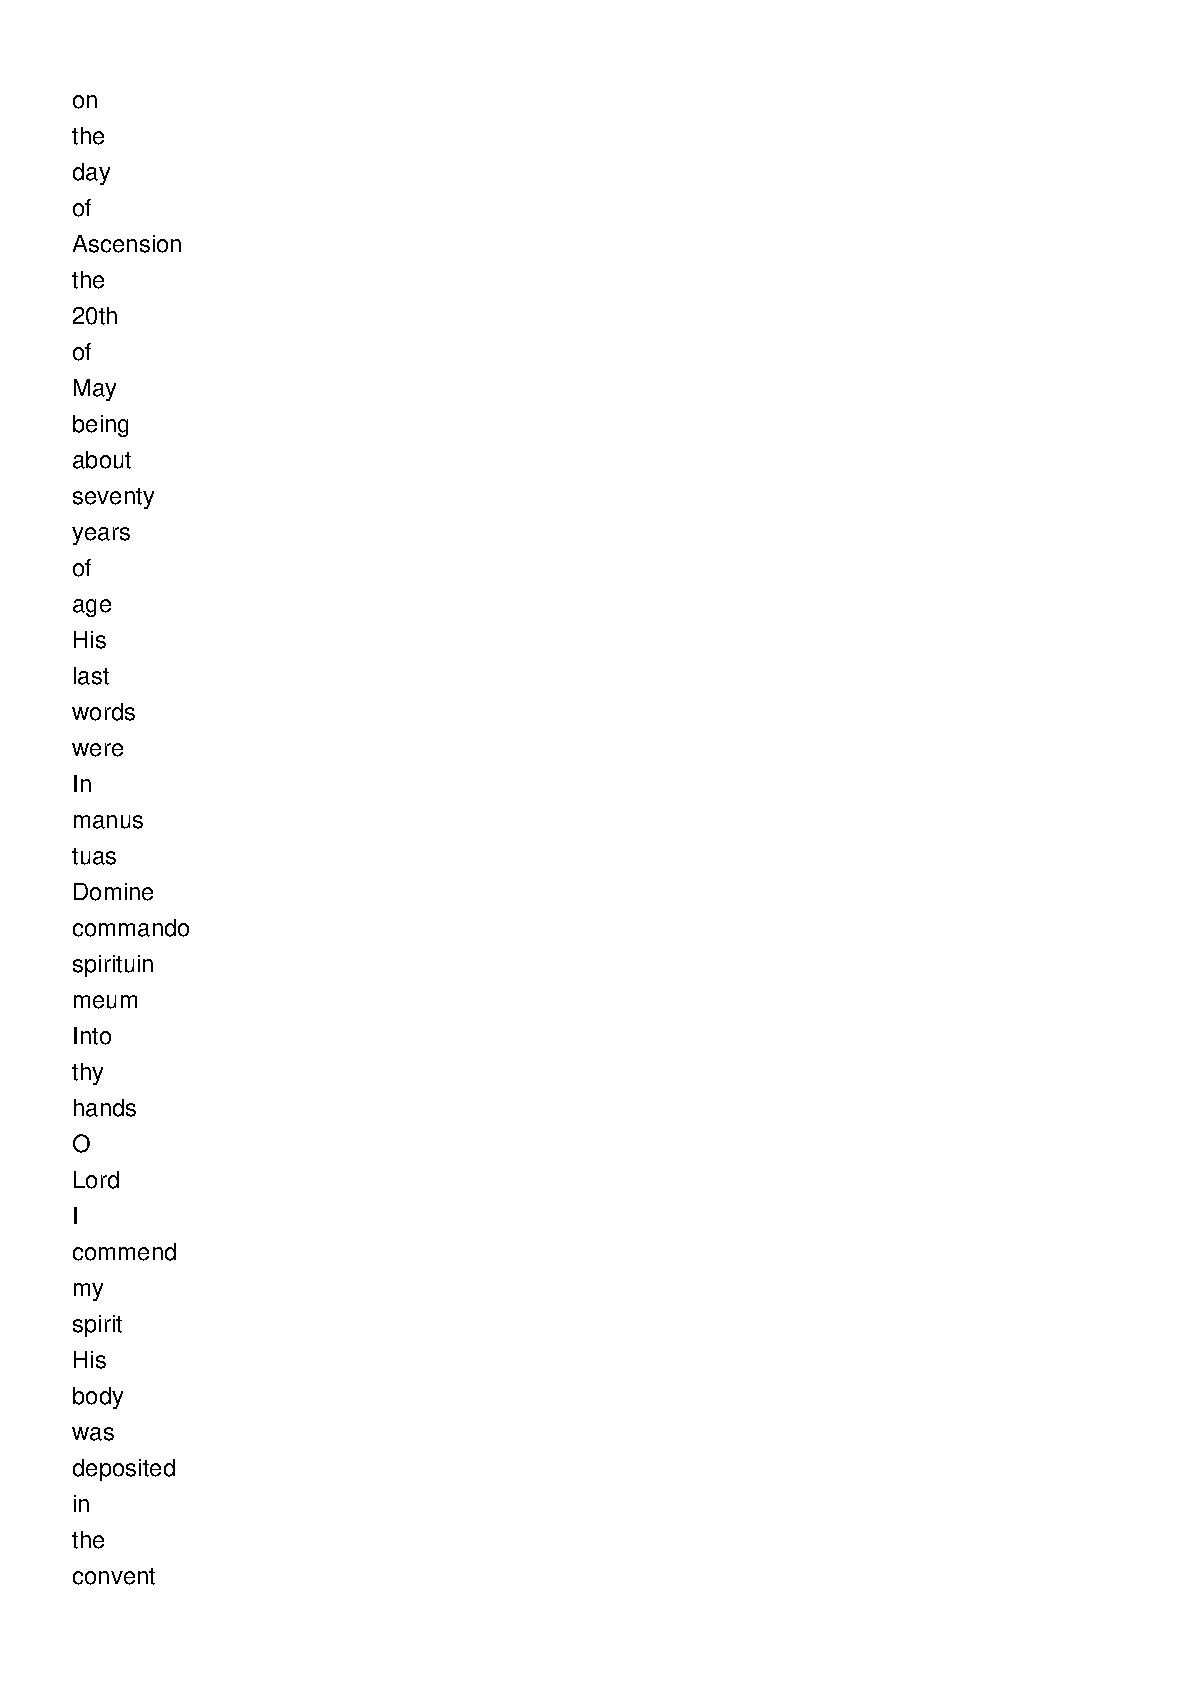 on
the
day
of
Ascension
the
20th
of
May
being
about
seventy
years
of
age
His
last
words
were
In
manus
tuas
Domine
commando
spirituin
meum
Into
thy
hands
O
Lord
I
commend
my
spirit
His
body
was
deposited
in
the
convent